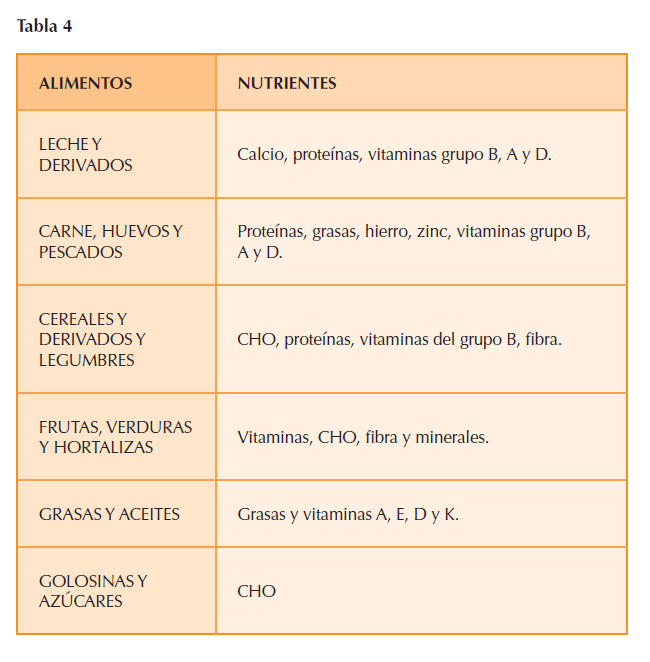 Tabla 4
ALIMENTOS
NUTRIENTES
LECHE Y
DERIVADOS
Calcio, proteínas, vitaminas grupo B, A y D.
CARNE, HUEVOS Y
PESCADOS
Proteínas, grasas, hierro, zinc, vitaminas grupo B,
A y D.
CEREALES Y
DERIVADOS Y
LEGUMBRES
CHO, proteínas, vitaminas del grupo B, fibra.
FRUTAS, VERDURAS
Y HORTALIZAS
Vitaminas, CHO, fibra y minerales.
GRASAS Y ACEITES
Grasas y vitaminas A, E, D y K.
GOLOSINAS Y
AZÚCARES
CHO